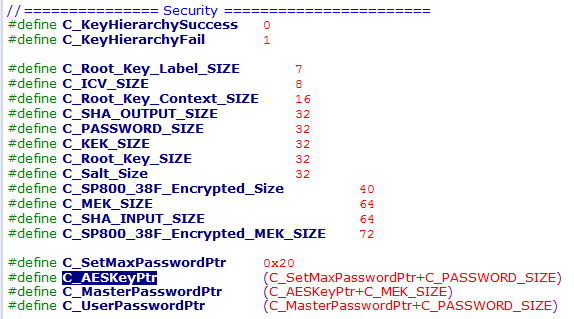 //=============== Security =======================
#define C_KeyHierarchySuccess 0
#define C_KeyHierarchyFail 1
#define C_Root_Key_Label_SIZE 7
#define C_ICV_SIZE 8
#define C_Root_Key_Context_SIZE 16
#define C_SHA_OUTPUT_SIZE 32
#define C_PASSWORD_SIZE 32
#define C_KEK_SIZE 32
#define C_Root_Key_SIZE 32
#define C_Salt_Size 32
#define C_SP800_38F_Encrypted_Size 40
#define C_MEK_SIZE 64
#define C_SHA_INPUT_SIZE 64
#define C_SP800_38F_Encrypted_MEK_SIZE 72
#define C_SetMaxPasswordPtr 0x20
#define C_AESKeyPtr (C_SetMaxPasswordPtr+C_PASSWORD_SIZE)
#define C_MasterPasswordPtr (C_AESKeyPtr+C_MEK_SIZE)
#define C_UserPasswordPtr (C_MasterPasswordPtr+C_PASSWORD_SIZE)